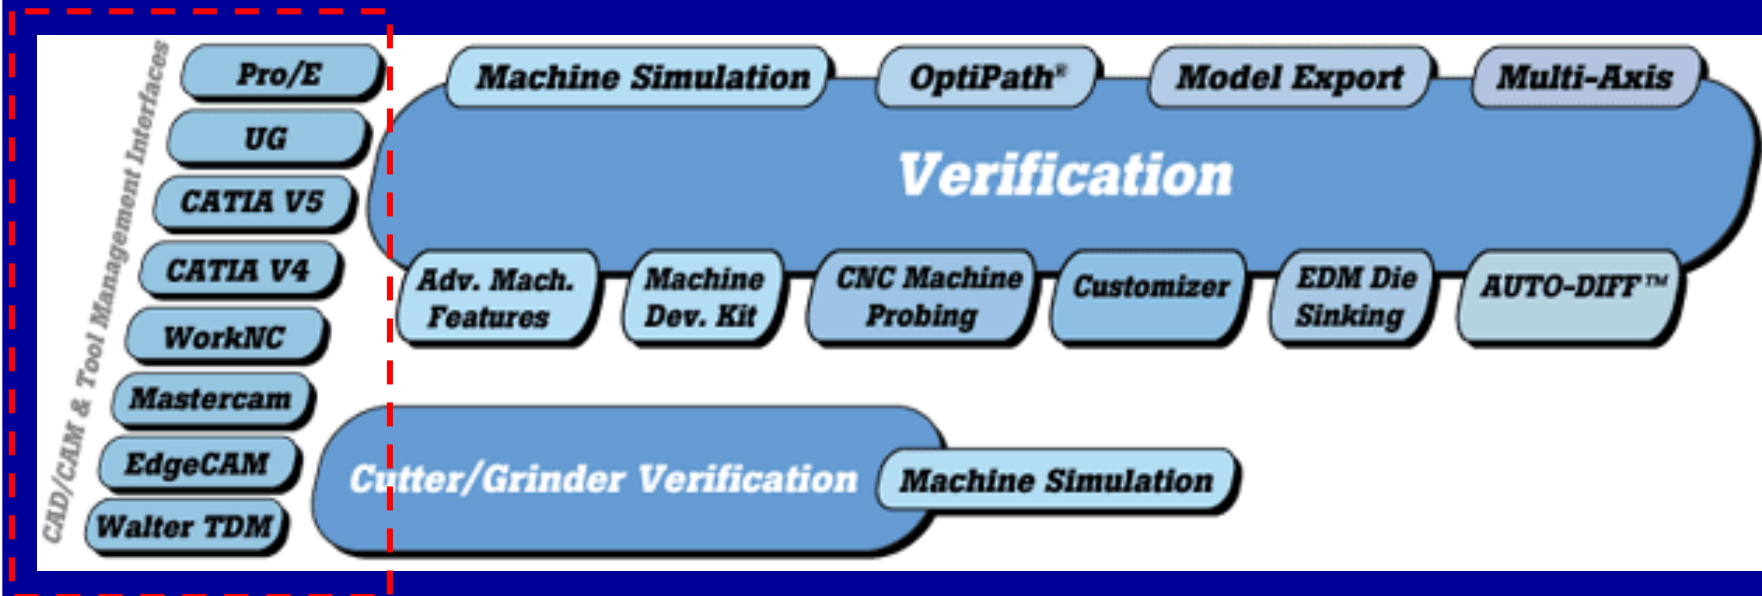 CAD/CAM & Tool Management Interfaces
Pro/E
UG
CATIA V5
CATIA V4
WorkNC
Mastercam
EdgeCAM
Walter TDM
Machine Simulation
OptiPath®
Model Export
Multi-Axis
Verification
Adv. Mach.
Features
Machine
Dev. Kit
CNC Machine
Probing
Customizer
EDM Die
Sinking
AUTO-DIFF™
Cutter/Grinder Verification
Machine Simulation